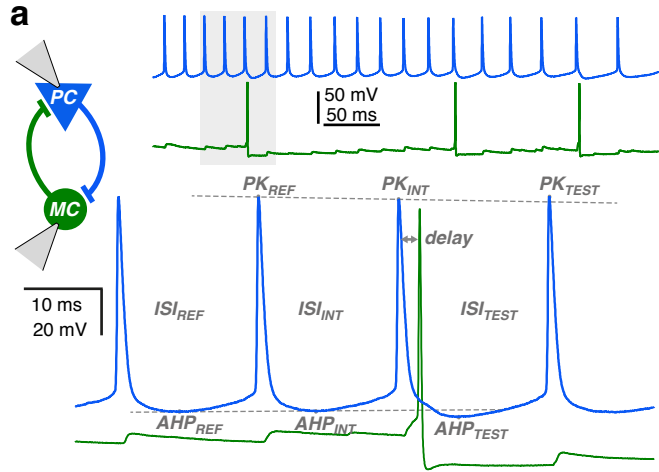 a
PC
50 mV
50 ms
MC
PK_REF PK_INT PK_TEST
delay
10 ms
20 mV
ISI_REF ISI_INT ISI_TEST
AHP_REF AHP_INT AHP_TEST